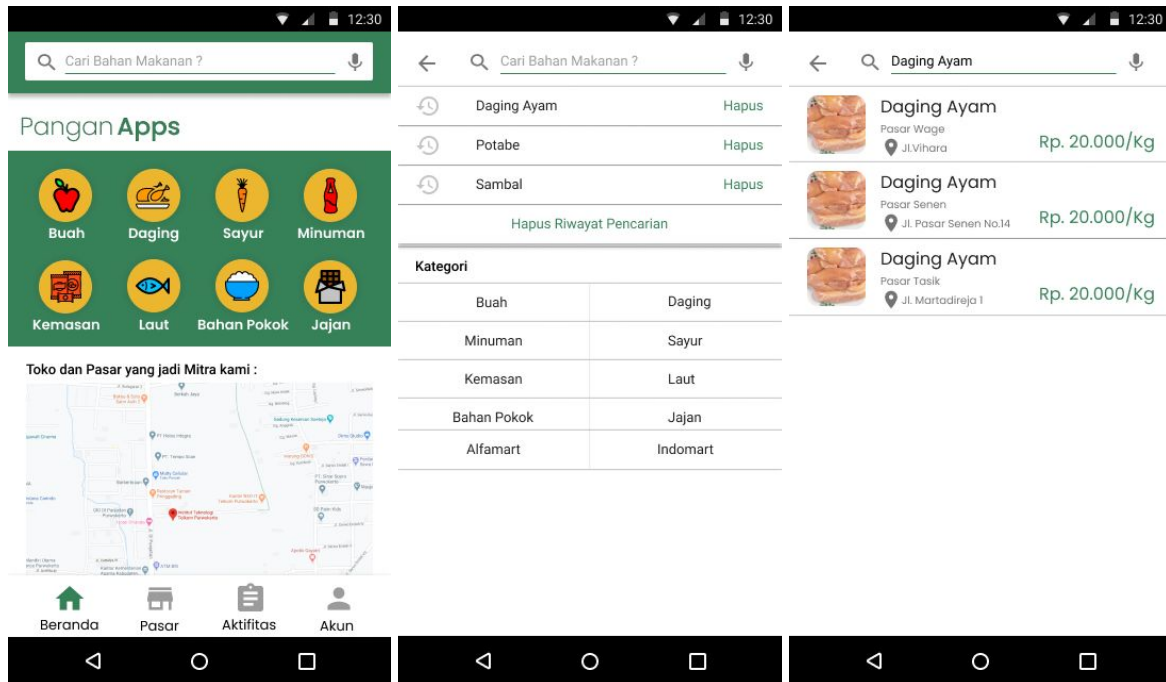 12:30
Cari Bahan Makanan ?
Pangan Apps
Buah Daging Sayur Minuman
Kemasan Laut Bahan Pokok Jajan
Toko dan Pasar yang jadi Mitra kami :
Beranda Pasar Aktifitas Akun
12:30
Cari Bahan Makanan ?
Daging Ayam Hapus
Potabe Hapus
Sambal Hapus
Hapus Riwayat Pencarian
Kategori
Buah Daging
Minuman Sayur
Kemasan Laut
Bahan Pokok Jajan
Alfamart Indomart
12:30
Daging Ayam
Daging Ayam
Pasar Wage
Jl.Vihara
Rp. 20.000/Kg
Daging Ayam
Pasar Senen
Jl. Pasar Senen No.14
Rp. 20.000/Kg
Daging Ayam
Pasar Tasik
Jl. Martadireja 1
Rp. 20.000/Kg